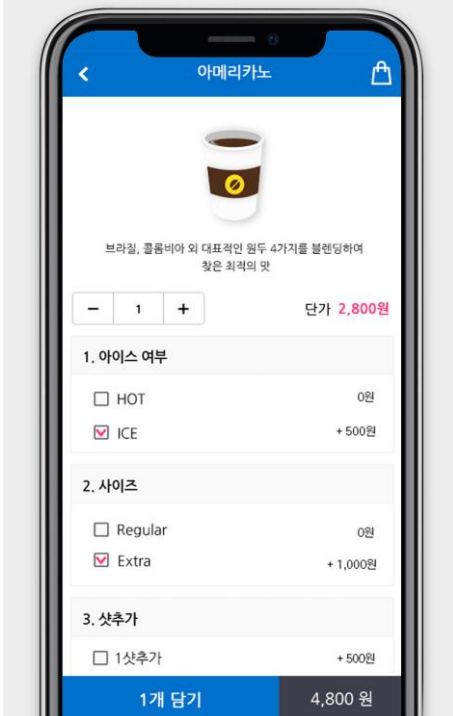 아메리카노
브라질, 콜롬비아 외 대표적인 원두 4가지를 블렌딩하여
찾은 최적의 맛
− 1 + 단가 2,800원
1. 아이스 여부
HOT 0원
ICE + 500원
2. 사이즈
Regular 0원
Extra + 1,000원
3. 샷추가
1샷추가 + 500원
1개 담기 4,800 원